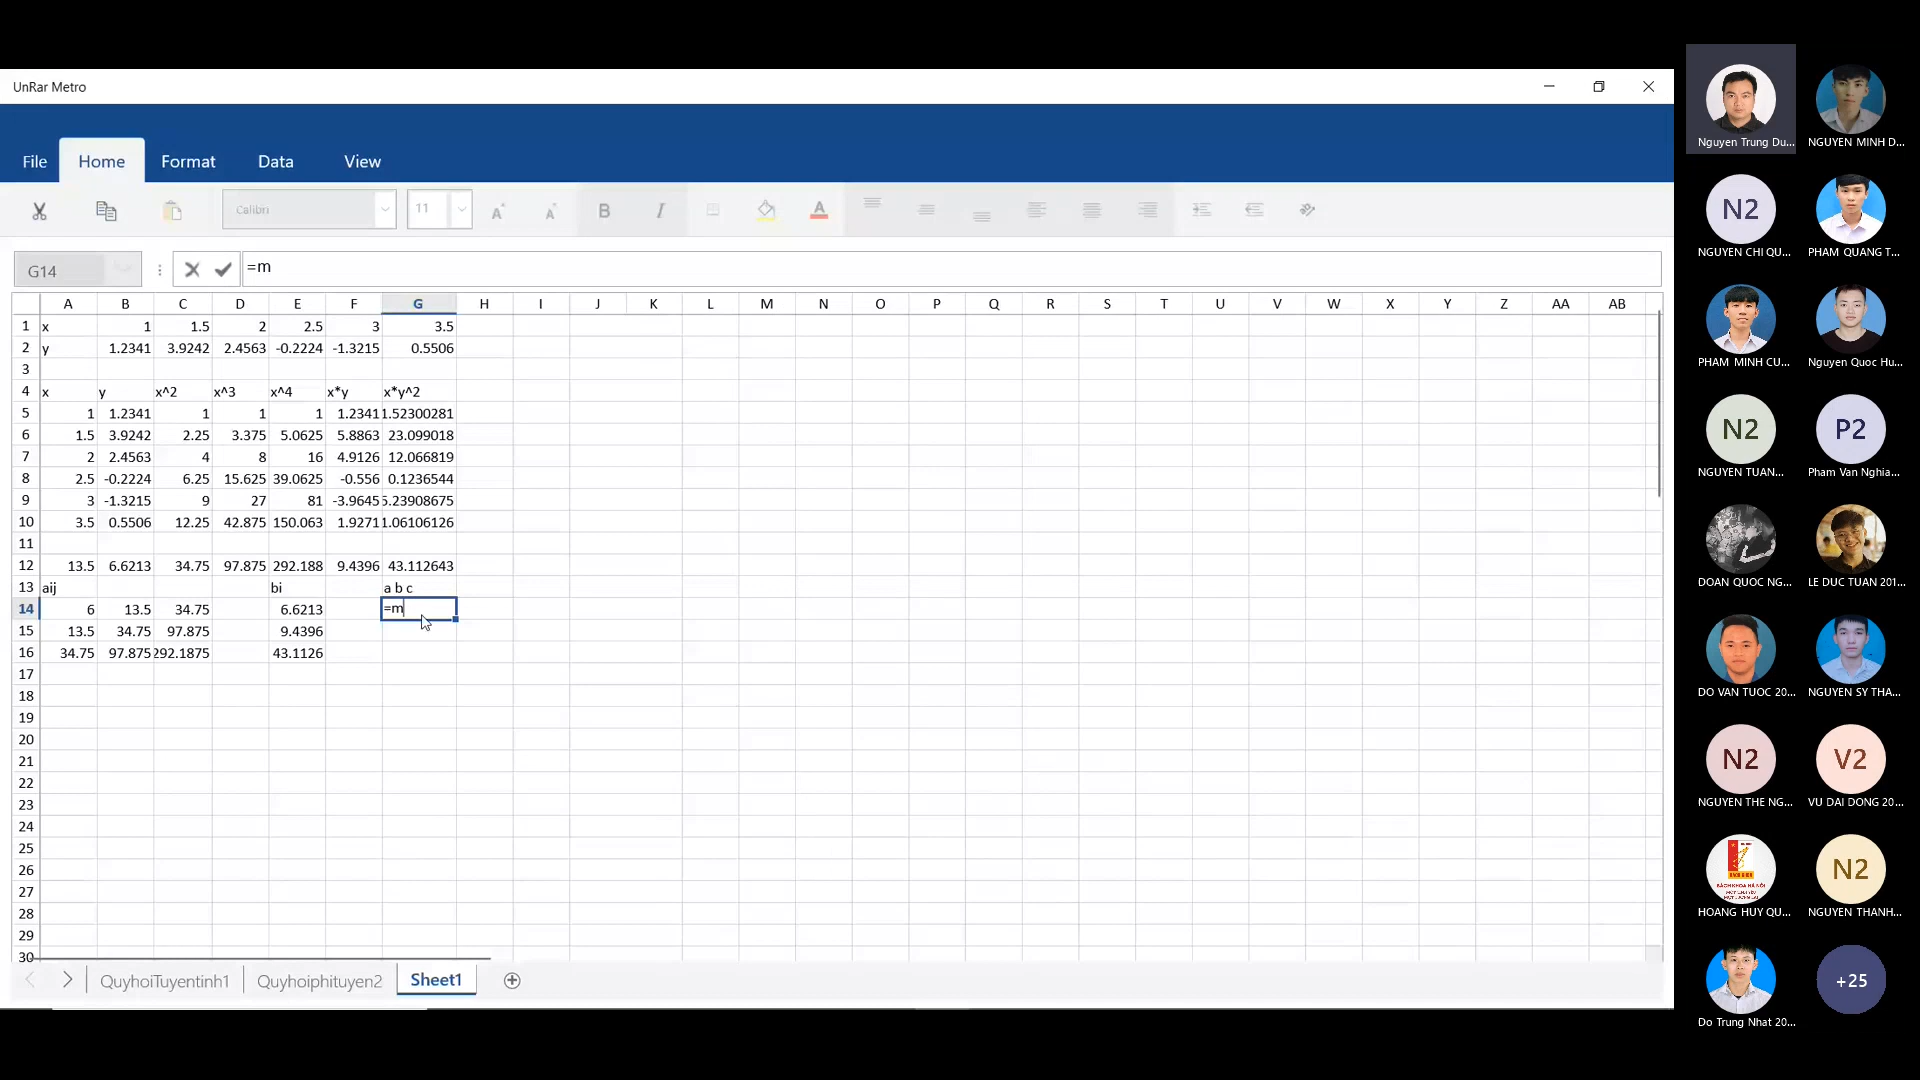 UnRar Metro
File Home Format Data View
Calibri 11 A A B I A
G14 =m
A B C D E F G H I J K L M N O P Q R S T U V W X Y Z AA AB
1 x 1 1.5 2 2.5 3 3.5
2 y 1.2341 3.9242 2.4563 -0.2224 -1.3215 0.5506
3
4 x y x^2 x^3 x^4 x*y x*y^2
5 1 1.2341 1 1 1 1.2341 1.52300281
6 1.5 3.9242 2.25 3.375 5.0625 5.8863 23.099018
7 2 2.4563 4 8 16 4.9126 12.066819
8 2.5 -0.2224 6.25 15.625 39.0625 -0.556 0.1236544
9 3 -1.3215 9 27 81 -3.9645 5.23908675
10 3.5 0.5506 12.25 42.875 150.063 1.9271 1.06106126
11
12 13.5 6.6213 34.75 97.875 292.188 9.4396 43.112643
13 aij bi a b c
14 6 13.5 34.75 6.6213 =m
15 13.5 34.75 97.875 9.4396
16 34.75 97.875 292.1875 43.1126
17
18
19
20
21
22
23
24
25
26
27
28
29
30
QuyhoiTuyentinh1 Quyhoiphituyen2 Sheet1
Nguyen Trung Du... NGUYEN MINH D...
N2
NGUYEN CHI QU... PHAM QUANG T...
PHAM MINH CU... Nguyen Quoc Hu...
N2 P2
NGUYEN TUAN... Pham Van Nghia...
DOAN QUOC NG... LE DUC TUAN 201...
DO VAN TUOC 20... NGUYEN SY THA...
N2 V2
NGUYEN THE NG... VU DAI DONG 20...
N2
HOANG HUY QU... NGUYEN THANH...
+25
Do Trung Nhat 20...